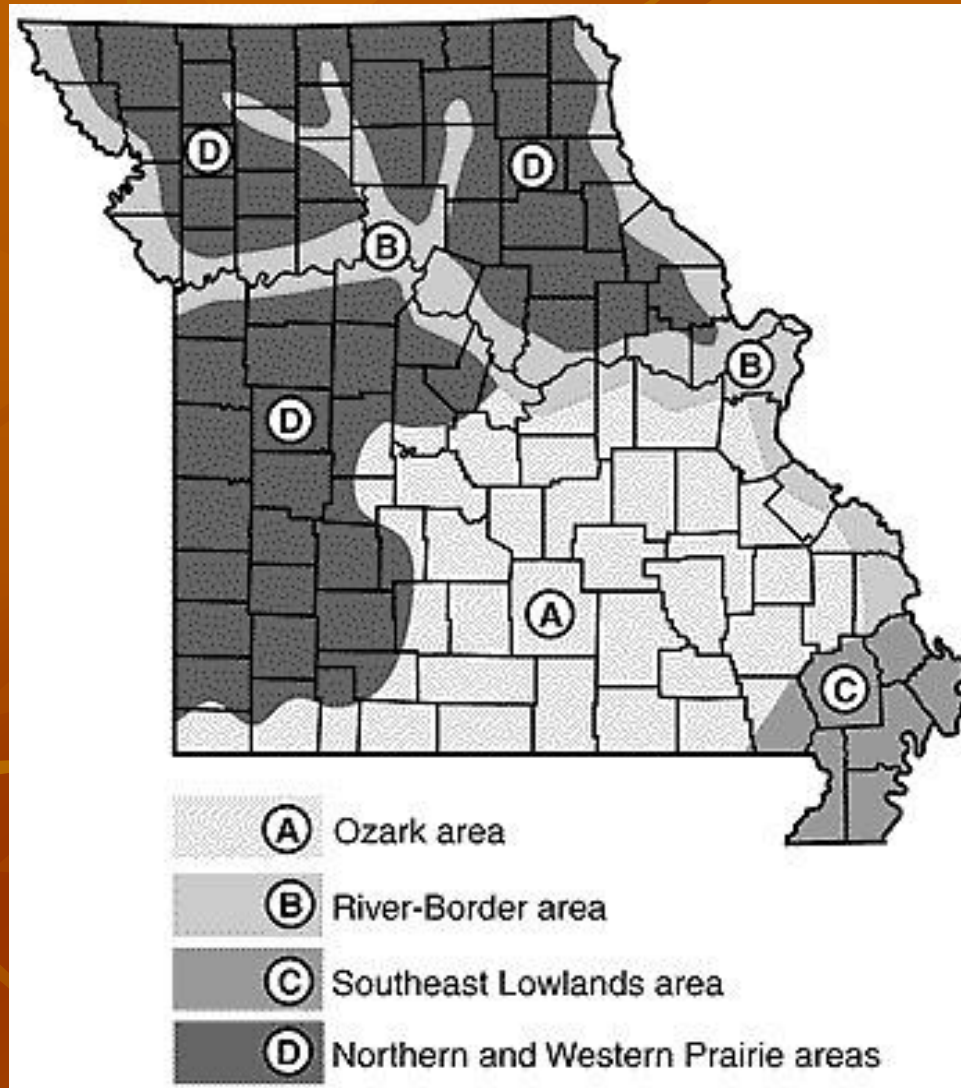 D
D
B
B
D
A
C
A Ozark area
B River-Border area
C Southeast Lowlands area
D Northern and Western Prairie areas